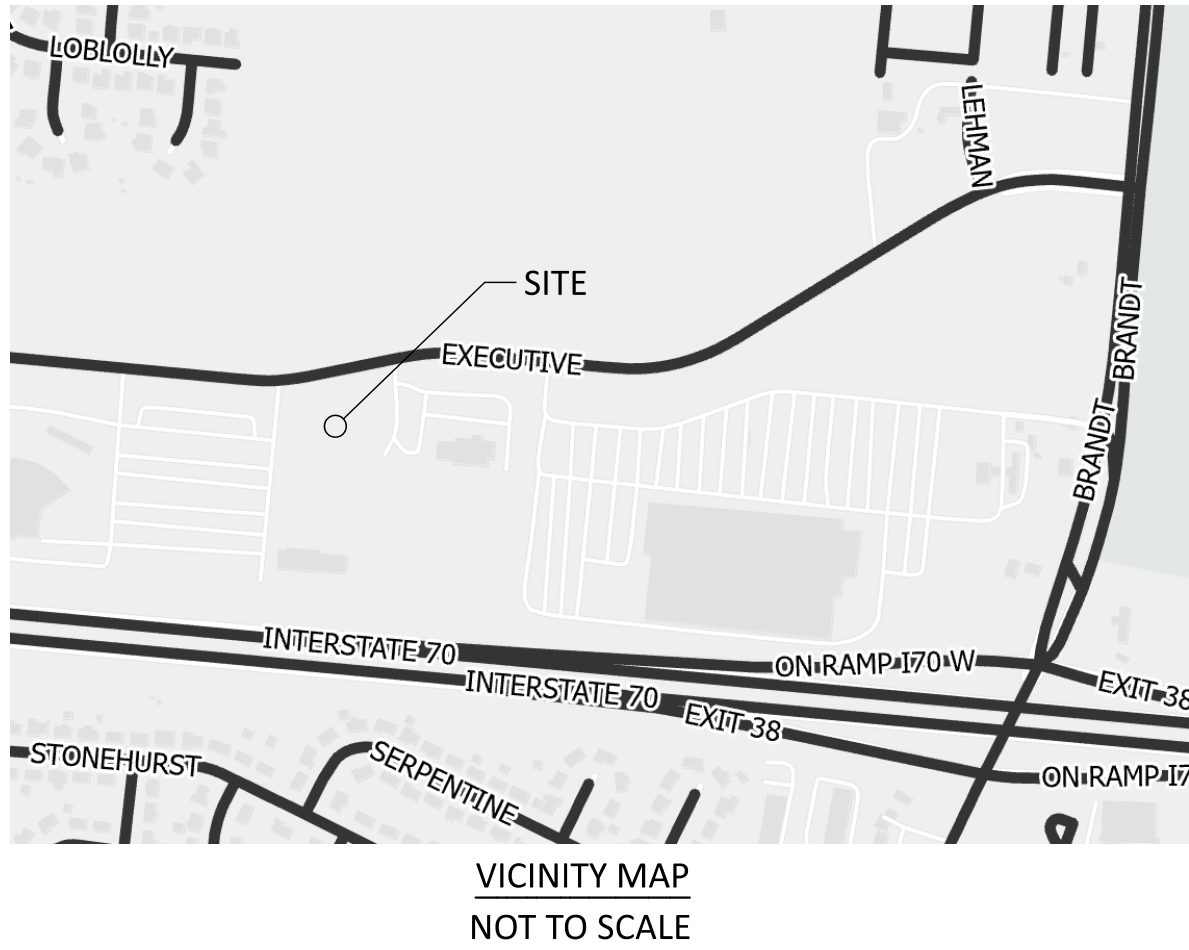 LOBLOLLY
LEHMAN
SITE
BRANDT
EXECUTIVE
BRANDT
INTERSTATE 70
ON RAMP I70 W
INTERSTATE 70
EXIT 38
EXIT 38
STONEHURST
SERPENTINE
ON RAMP I7
VICINITY MAP
NOT TO SCALE